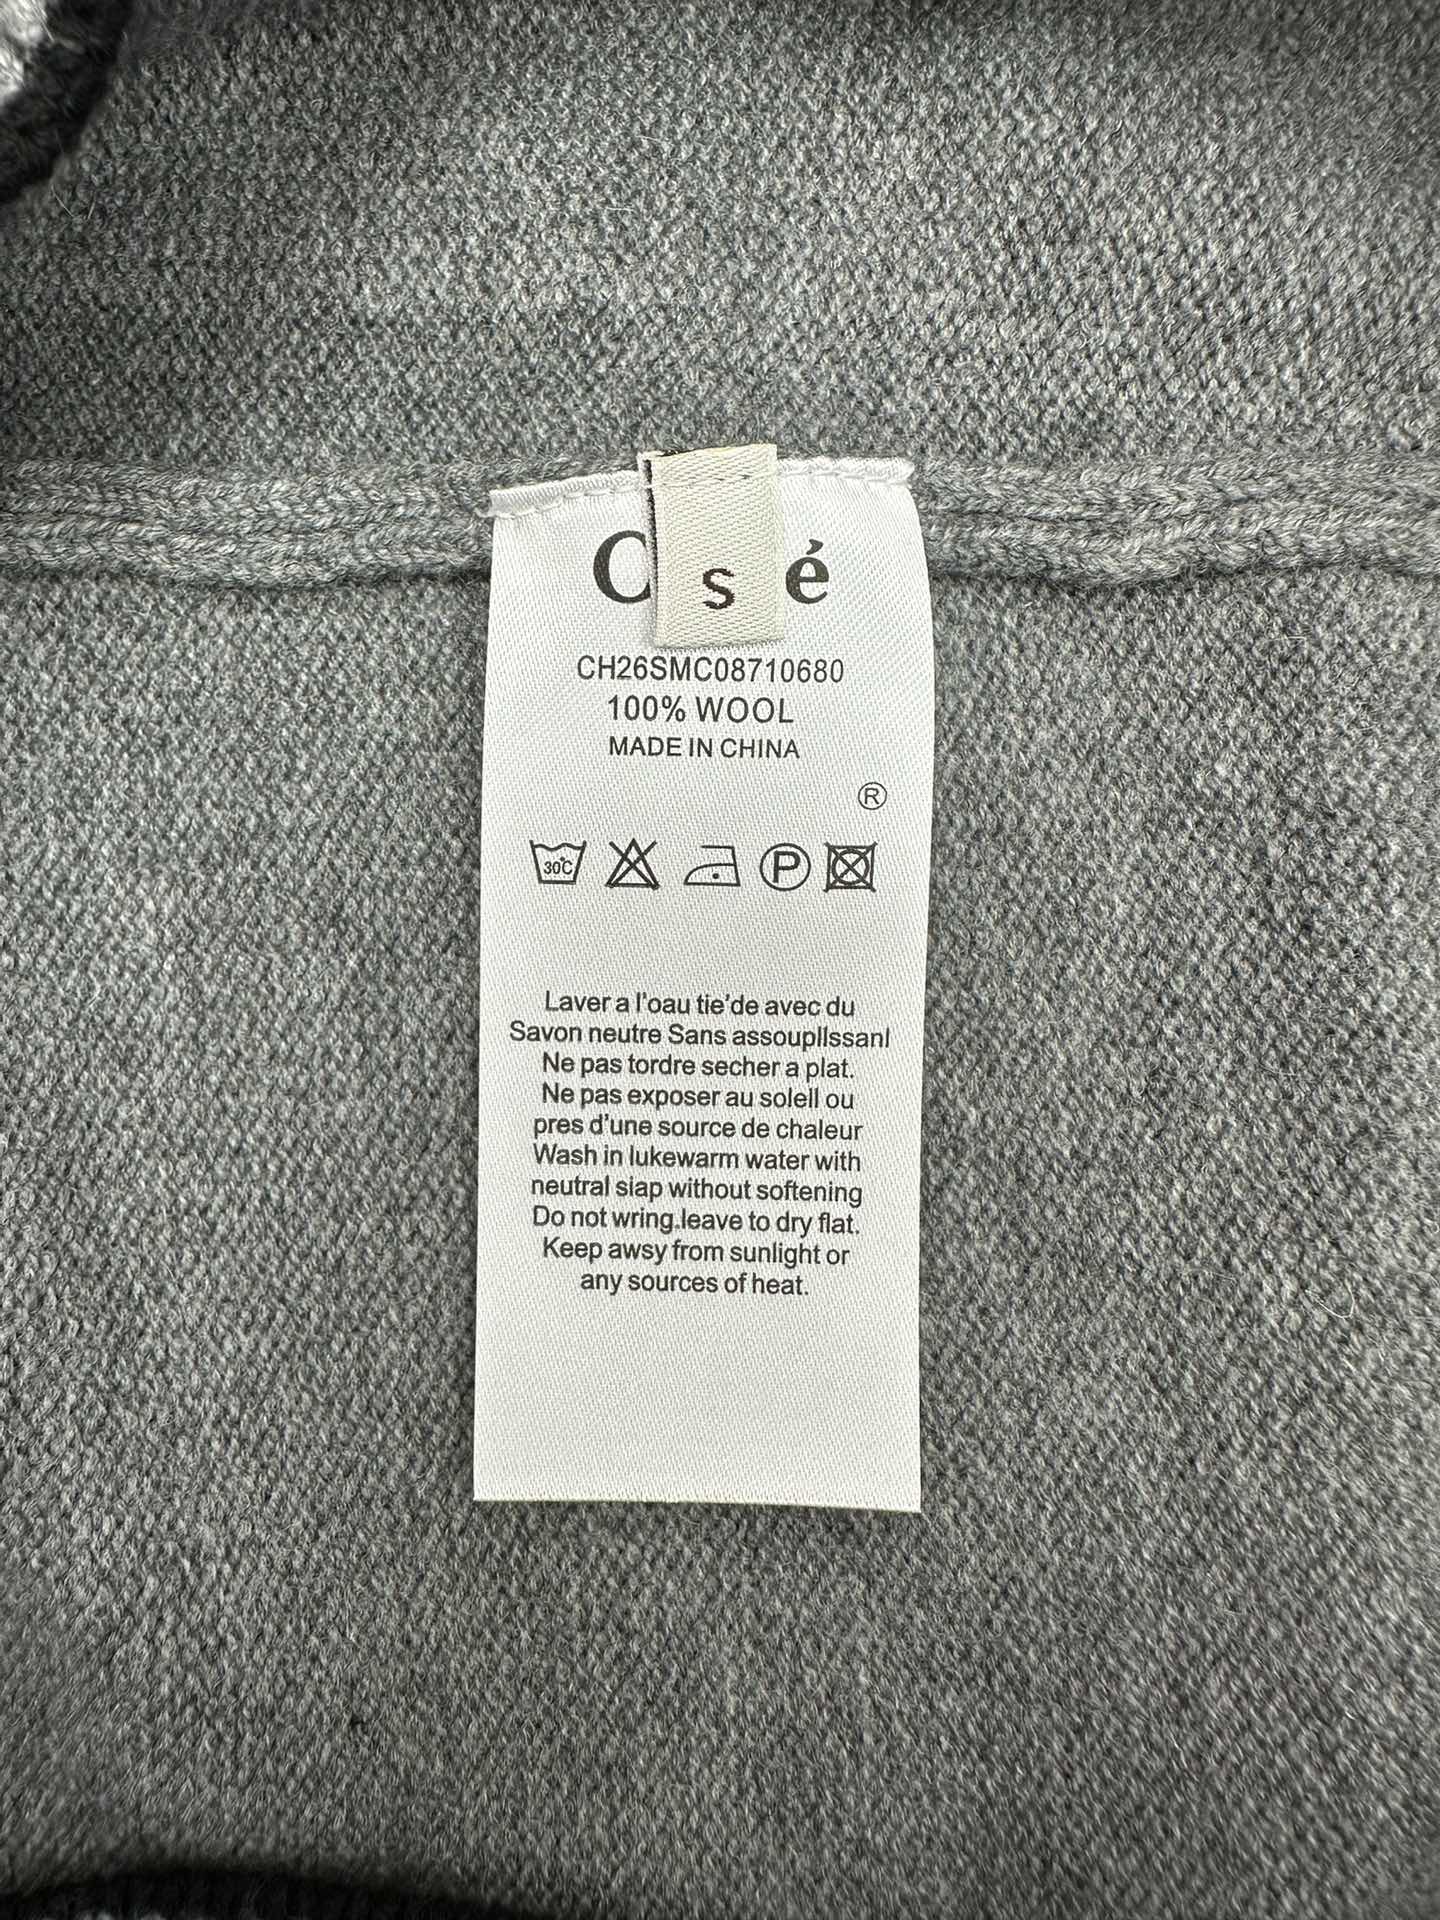 S
é
CH26SMC08710680
100% WOOL
MADE IN CHINA
®
30°C
P
Laver a l'oau tie'de avec du
Savon neutre Sans assoupllssanl
Ne pas tordre secher a plat.
Ne pas exposer au solell ou
pres d'une source de chaleur
Wash in lukewarm water with
neutral siap without softening
Do not wring.leave to dry flat.
Keep awsy from sunlight or
any sources of heat.